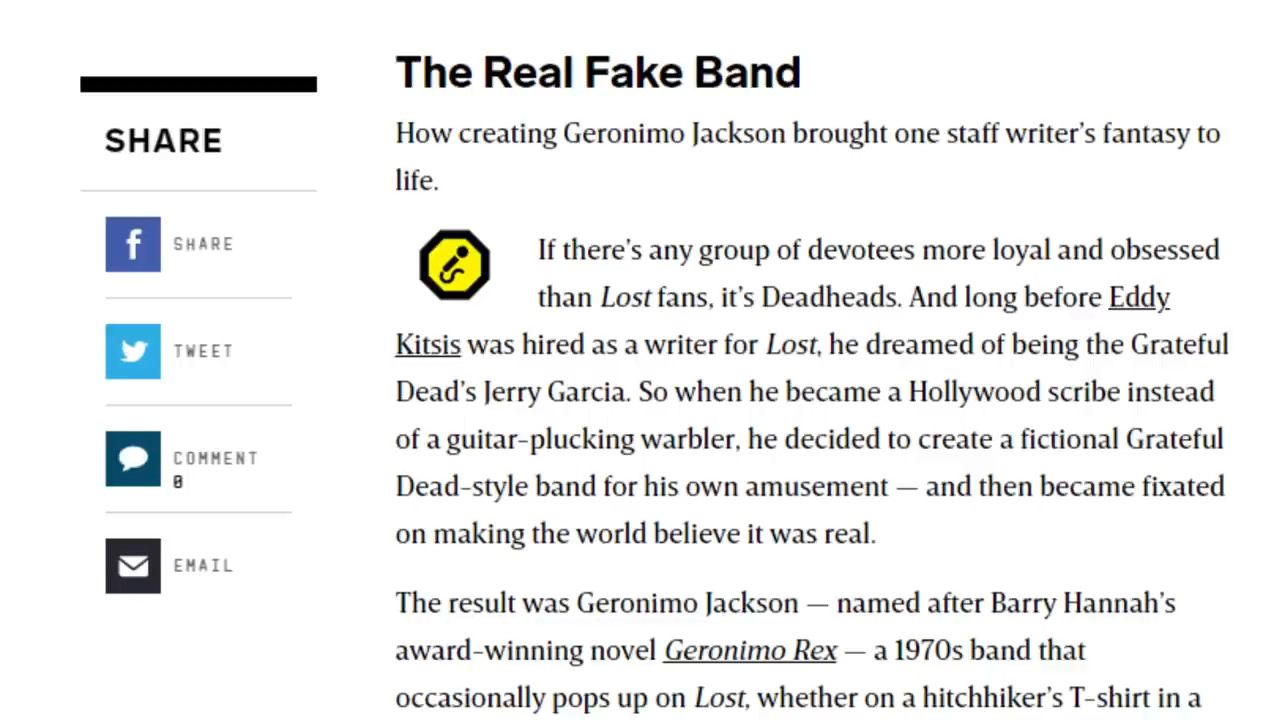 The Real Fake Band
How creating Geronimo Jackson brought one staff writer's fantasy to
life.
SHARE
SHARE
TWEET
COMMENT
0
EMAIL
If there's any group of devotees more loyal and obsessed
than Lost fans, it's Deadheads. And long before Eddy
Kitsis was hired as a writer for Lost, he dreamed of being the Grateful
Dead's Jerry Garcia. So when he became a Hollywood scribe instead
of a guitar-plucking warbler, he decided to create a fictional Grateful
Dead-style band for his own amusement — and then became fixated
on making the world believe it was real.
The result was Geronimo Jackson — named after Barry Hannah's
award-winning novel Geronimo Rex — a 1970s band that
occasionally pops up on Lost, whether on a hitchhiker's T-shirt in a